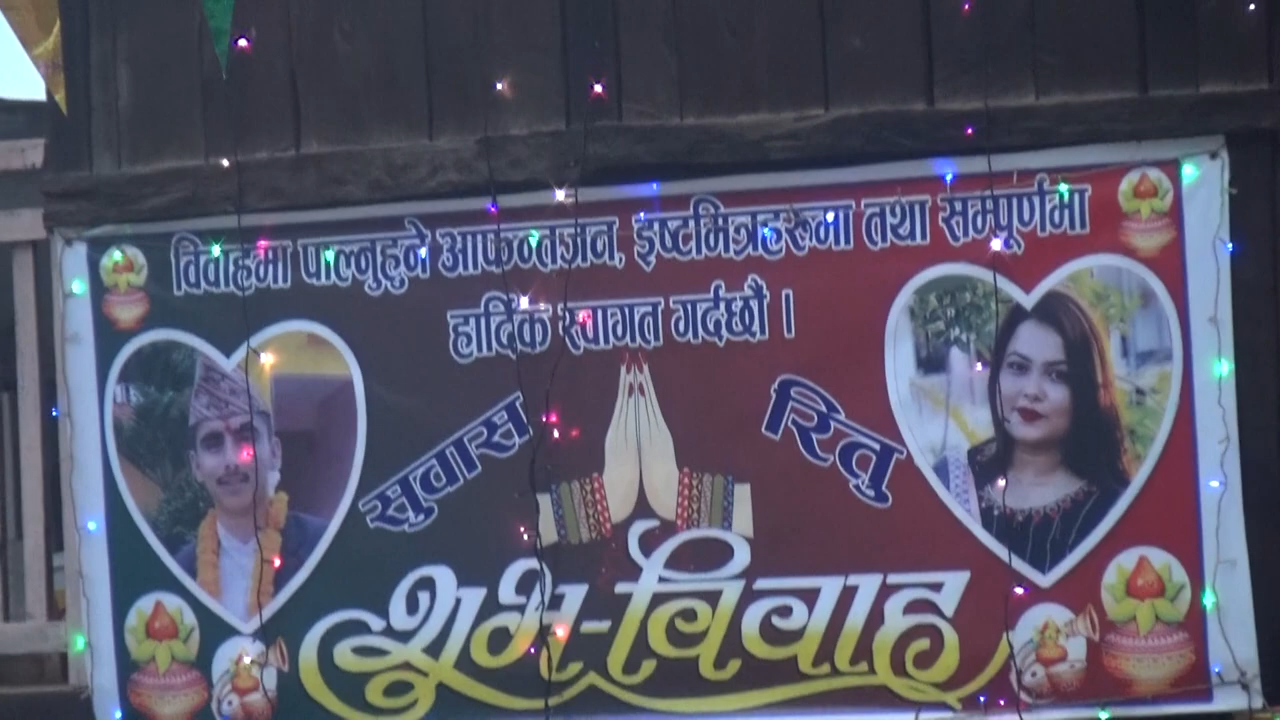 विवाहमा पाल्नुहुने आफन्तजन, इष्टमित्रहरूमा तथा सम्पूर्णमा
हार्दिक स्वागत गर्दछौं ।
सुवास
रितु
शुभ-विवाह